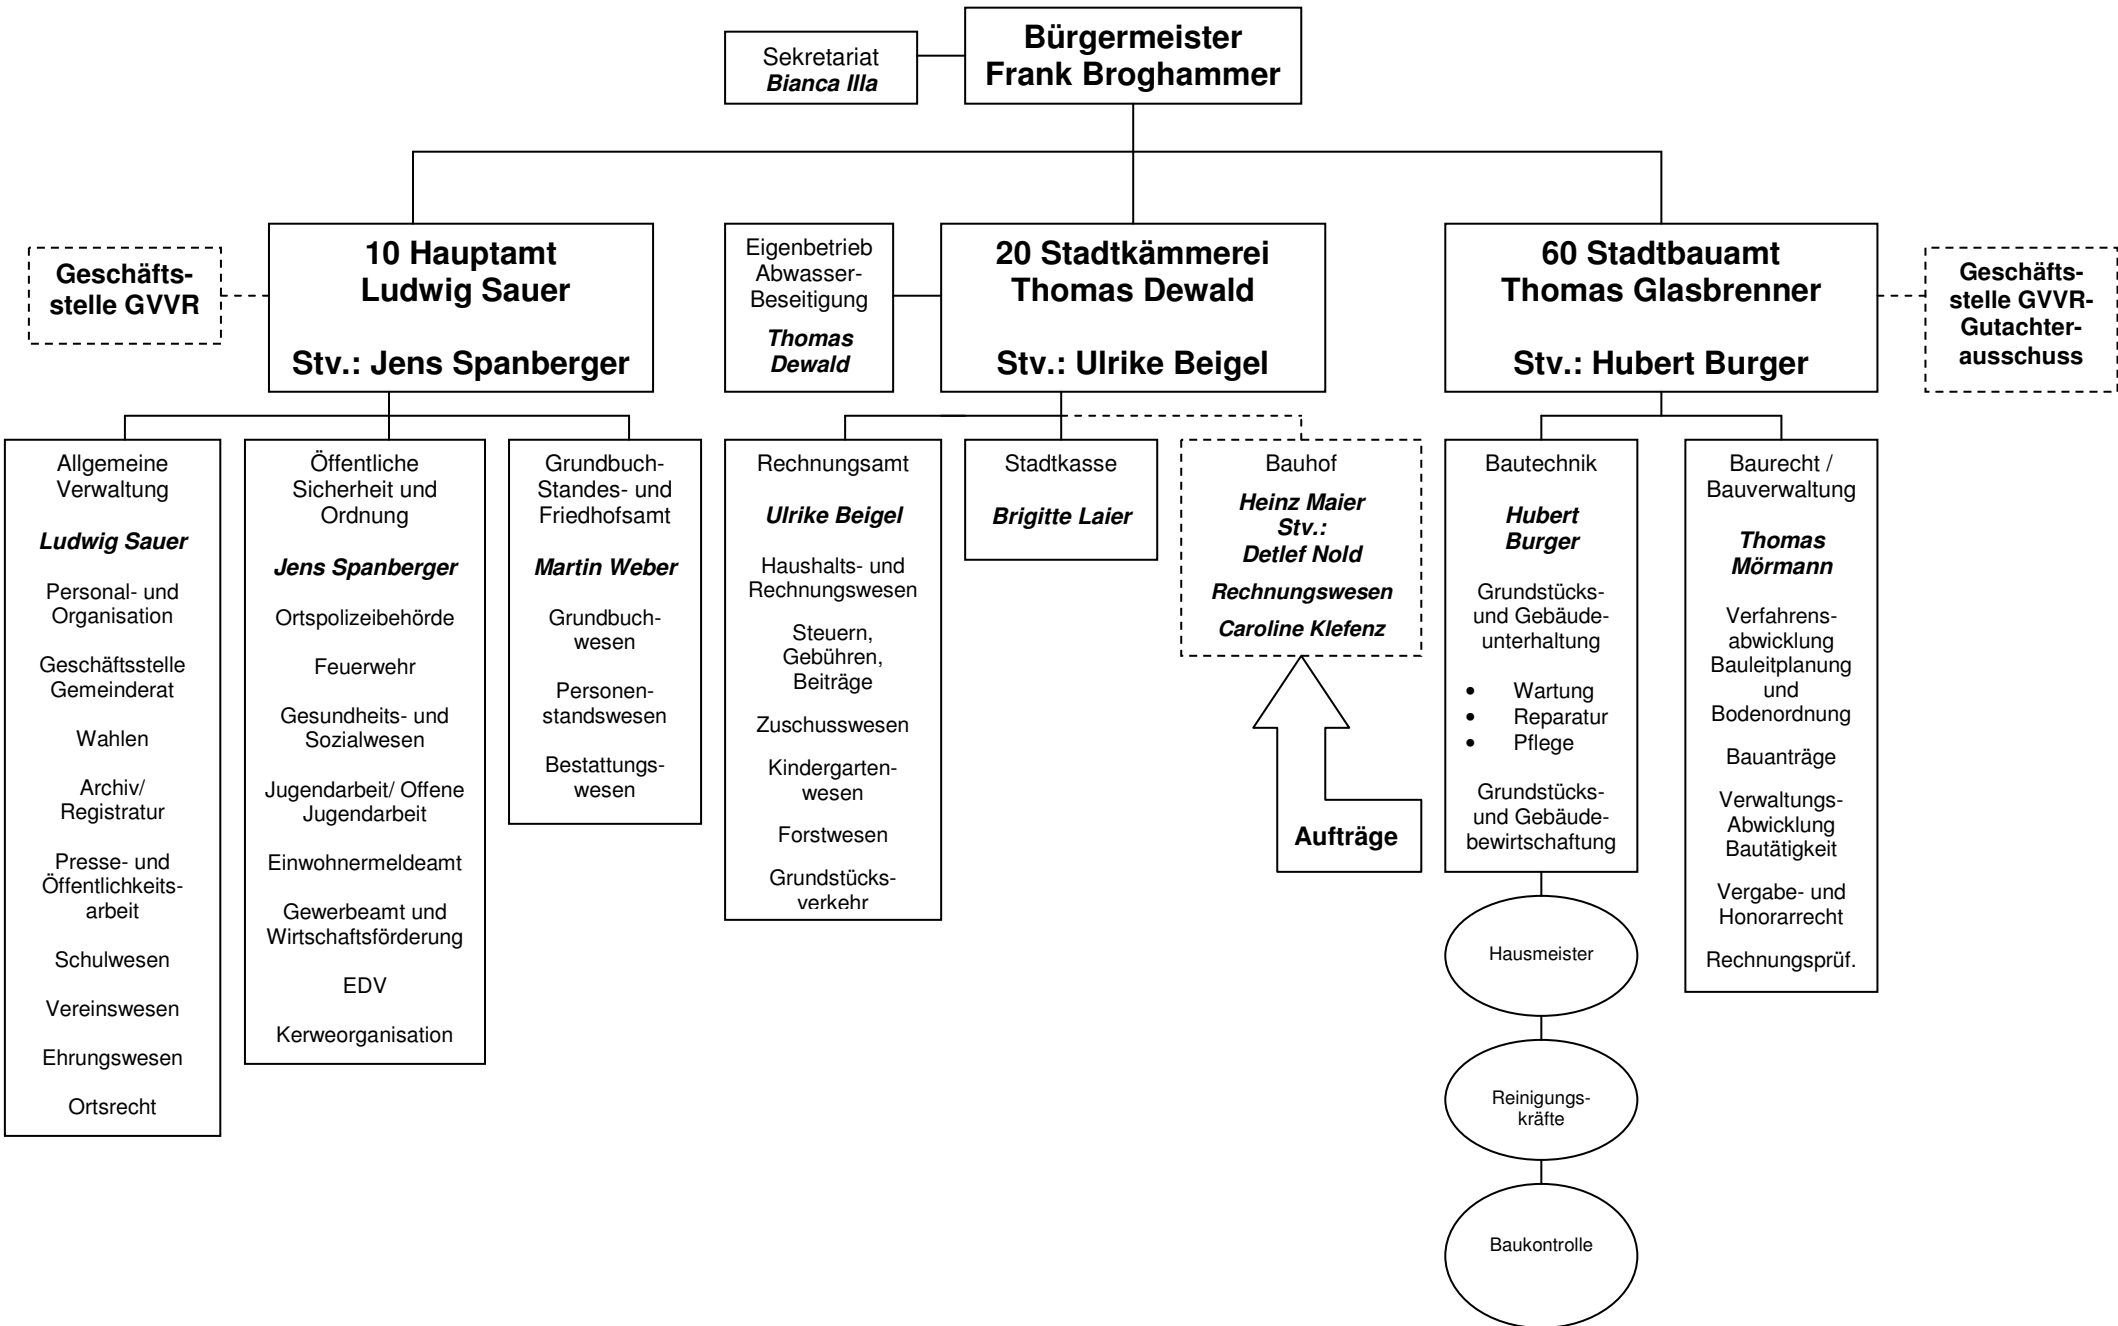 Bürgermeister
Frank Broghammer
Sekretariat
Bianca Illa
Geschäfts-
stelle GVVR
10 Hauptamt
Ludwig Sauer
Stv.: Jens Spanberger
Eigenbetrieb
Abwasser-
Beseitigung
Thomas
Dewald
20 Stadtkämmerei
Thomas Dewald
Stv.: Ulrike Beigel
60 Stadtbauamt
Thomas Glasbrenner
Stv.: Hubert Burger
Geschäfts-
stelle GVVR-
Gutachter-
ausschuss
Allgemeine
Verwaltung
Ludwig Sauer
Personal- und
Organisation
Geschäftsstelle
Gemeinderat
Wahlen
Archiv/
Registratur
Presse- und
Öffentlichkeits-
arbeit
Schulwesen
Vereinswesen
Ehrungswesen
Ortsrecht
Öffentliche
Sicherheit und
Ordnung
Jens Spanberger
Ortspolizeibehörde
Feuerwehr
Gesundheits- und
Sozialwesen
Jugendarbeit/ Offene
Jugendarbeit
Einwohnermeldeamt
Gewerbeamt und
Wirtschaftsförderung
EDV
Kerweorganisation
Grundbuch-
Standes- und
Friedhofsamt
Martin Weber
Grundbuch-
wesen
Personen-
standswesen
Bestattungs-
wesen
Rechnungsamt
Ulrike Beigel
Haushalts- und
Rechnungswesen
Steuern,
Gebühren,
Beiträge
Zuschusswesen
Kindergarten-
wesen
Forstwesen
Grundstücks-
verkehr
Stadtkasse
Brigitte Laier
Bauhof
Heinz Maier
Stv.:
Detlef Nold
Rechnungswesen
Caroline Klefenz
Aufträge
Bautechnik
Hubert
Burger
Grundstücks-
und Gebäude-
unterhaltung
• Wartung
• Reparatur
• Pflege
Grundstücks-
und Gebäude-
bewirtschaftung
Hausmeister
Reinigungs-
kräfte
Baukontrolle
Baurecht /
Bauverwaltung
Thomas
Mörmann
Verfahrens-
abwicklung
Bauleitplanung
und
Bodenordnung
Bauanträge
Verwaltungs-
Abwicklung
Bautätigkeit
Vergabe- und
Honorarrecht
Rechnungsprüf.